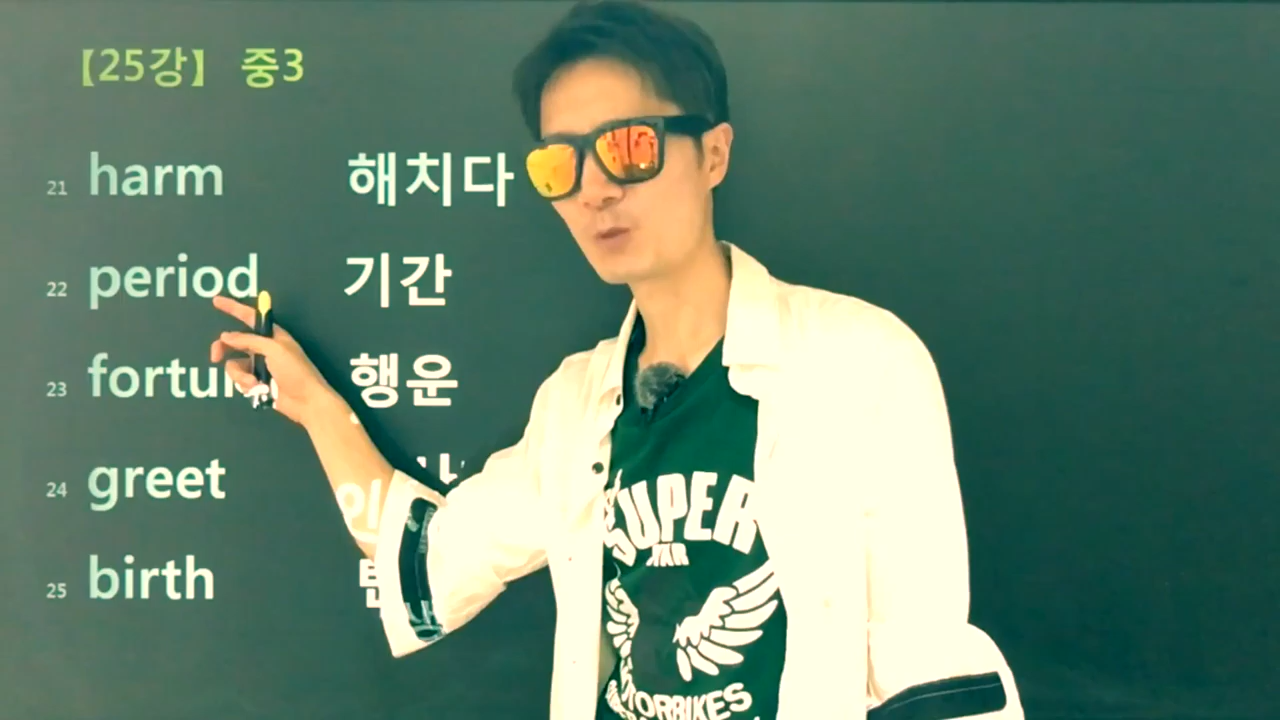 【25강】 중3
21 harm 해치다
22 period 기간
23 행운
24 greet
25 birth
SUPER